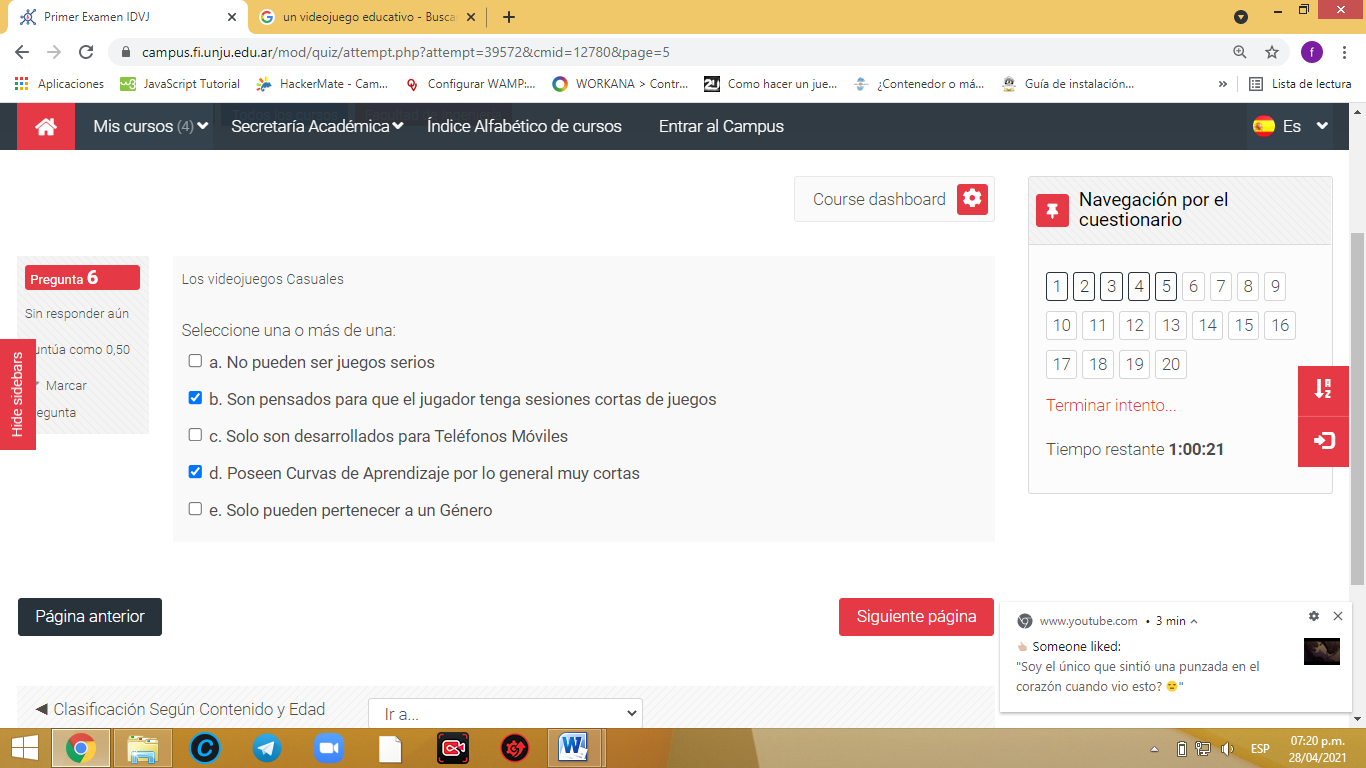 Primer Examen IDVJ
un videojuego educativo - Busca
campus.fi.unju.edu.ar/mod/quiz/attempt.php?attempt=39572&cmid=12780&page=5
f
Aplicaciones
JavaScript Tutorial
HackerMate - Cam...
Configurar WAMP:...
WORKANA > Contr...
Como hacer un jue...
¿Contenedor o má...
Guía de instalación...
»
Lista de lectura
Mis cursos (4)
Secretaría Académica
Índice Alfabético de cursos
Entrar al Campus
Es
Course dashboard
Navegación por el
cuestionario
1 2 3 4 5 6 7 8 9
10 11 12 13 14 15 16
17 18 19 20
Terminar intento...
Tiempo restante 1:00:21
Pregunta 6
Sin responder aún
untúa como 0,50
Marcar
regunta
Hide sidebars
Los videojuegos Casuales
Seleccione una o más de una:
a. No pueden ser juegos serios
b. Son pensados para que el jugador tenga sesiones cortas de juegos
c. Solo son desarrollados para Teléfonos Móviles
d. Poseen Curvas de Aprendizaje por lo general muy cortas
e. Solo pueden pertenecer a un Género
Página anterior
Siguiente página
www.youtube.com • 3 min
Someone liked:
"Soy el único que sintió una punzada en el
corazón cuando vio esto? 😒"
◀ Clasificación Según Contenido y Edad
Ir a...
ESP
07:20 p.m.
28/04/2021